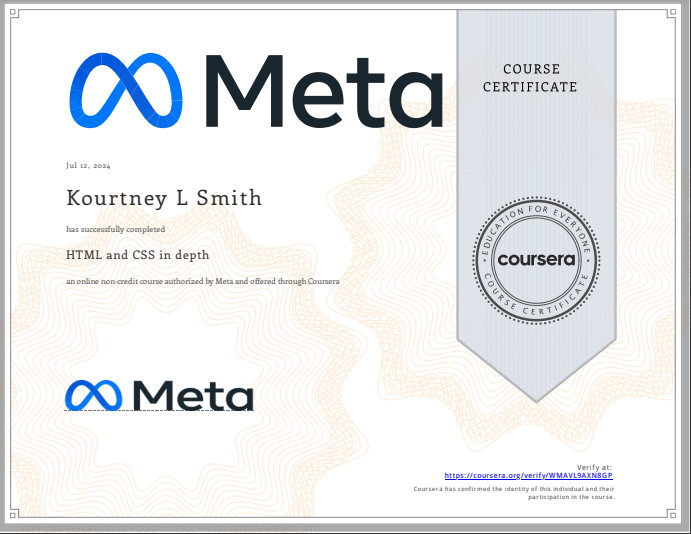 Meta
COURSE
CERTIFICATE
Jul 12, 2024
Kourtney L Smith
has successfully completed
HTML and CSS in depth
an online non-credit course authorized by Meta and offered through Coursera
EDUCATION FOR EVERYONE
coursera
COURSE CERTIFICATE
Meta
Verify at:
https://coursera.org/verify/WMAVL9AXN8GP
Coursera has confirmed the identity of this individual and their
participation in the course.